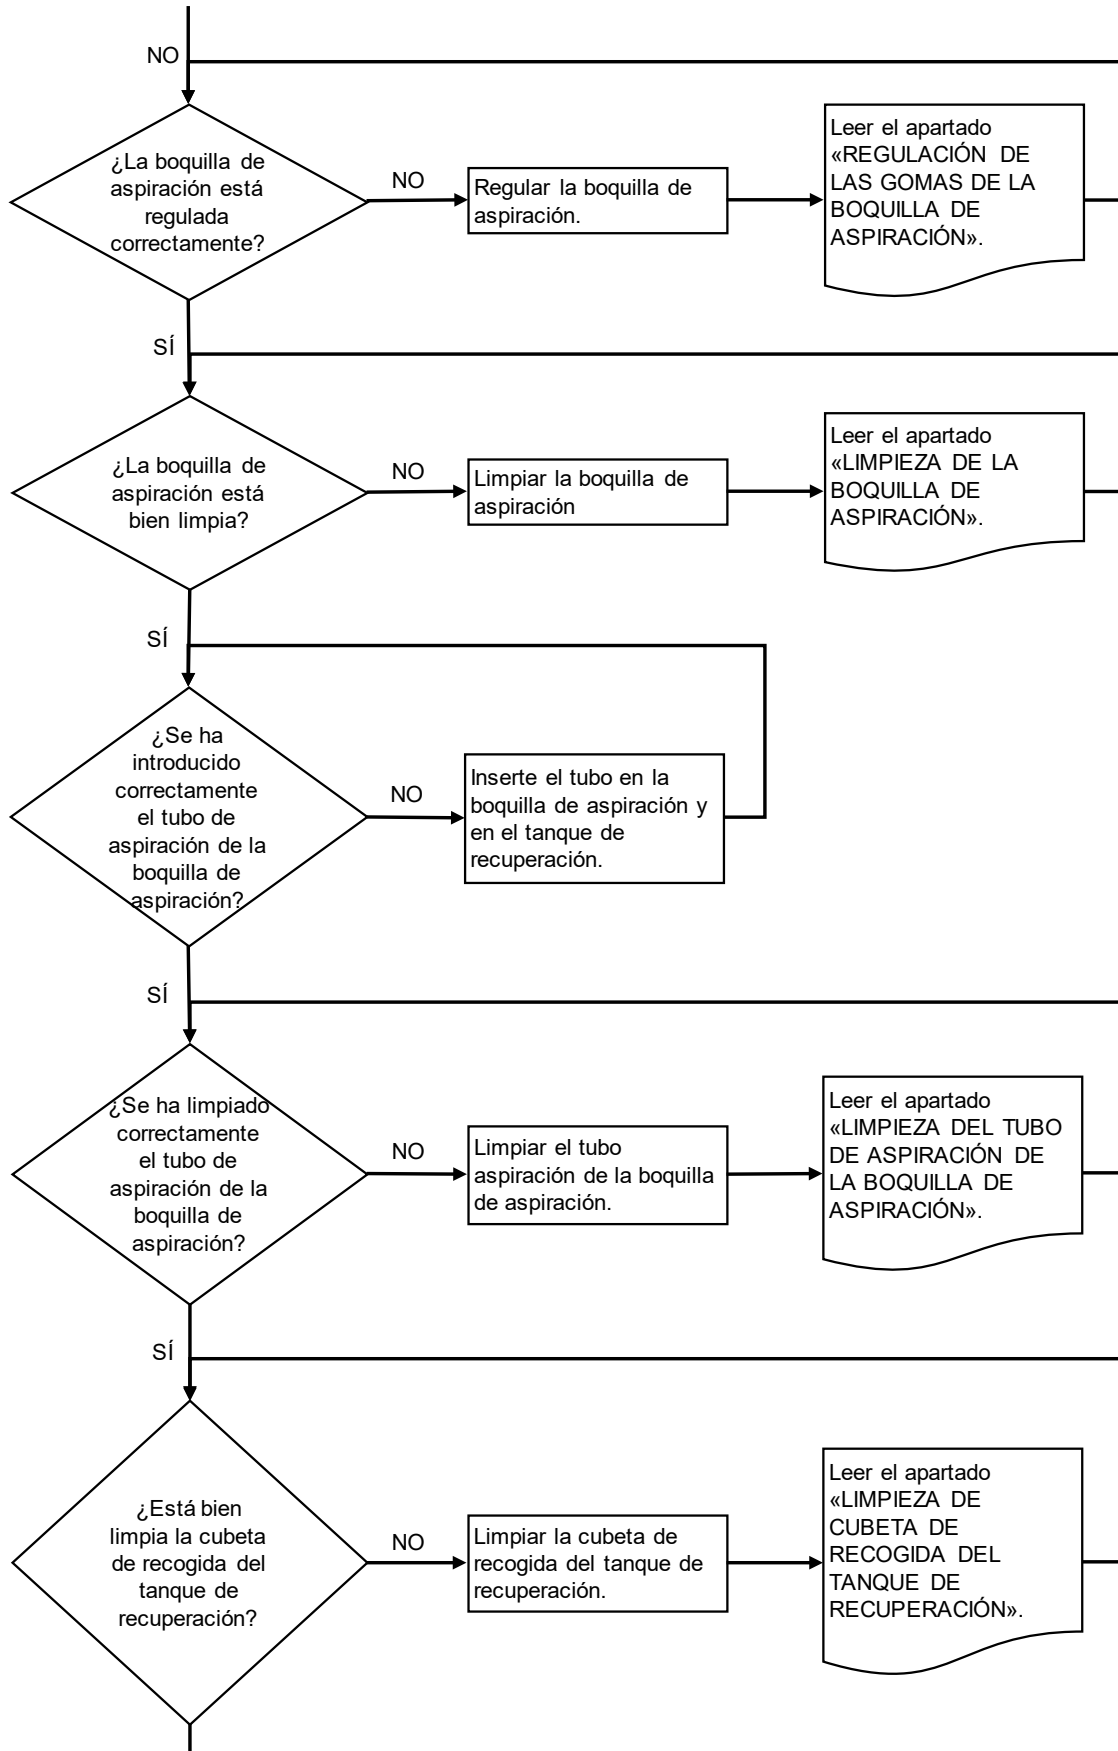 NO
¿La boquilla de
aspiración está
regulada
correctamente?
NO
Regular la boquilla de
aspiración.
Leer el apartado
«REGULACIÓN DE
LAS GOMAS DE LA
BOQUILLA DE
ASPIRACIÓN».
SÍ
¿La boquilla de
aspiración está
bien limpia?
NO
Limpiar la boquilla de
aspiración
Leer el apartado
«LIMPIEZA DE LA
BOQUILLA DE
ASPIRACIÓN».
SÍ
¿Se ha
introducido
correctamente
el tubo de
aspiración de la
boquilla de
aspiración?
NO
Inserte el tubo en la
boquilla de aspiración y
en el tanque de
recuperación.
SÍ
¿Se ha limpiado
correctamente
el tubo de
aspiración de la
boquilla de
aspiración?
NO
Limpiar el tubo
aspiración de la boquilla
de aspiración.
Leer el apartado
«LIMPIEZA DEL TUBO
DE ASPIRACIÓN DE
LA BOQUILLA DE
ASPIRACIÓN».
SÍ
¿Está bien
limpia la cubeta
de recogida del
tanque de
recuperación?
NO
Limpiar la cubeta de
recogida del tanque de
recuperación.
Leer el apartado
«LIMPIEZA DE
CUBETA DE
RECOGIDA DEL
TANQUE DE
RECUPERACIÓN».